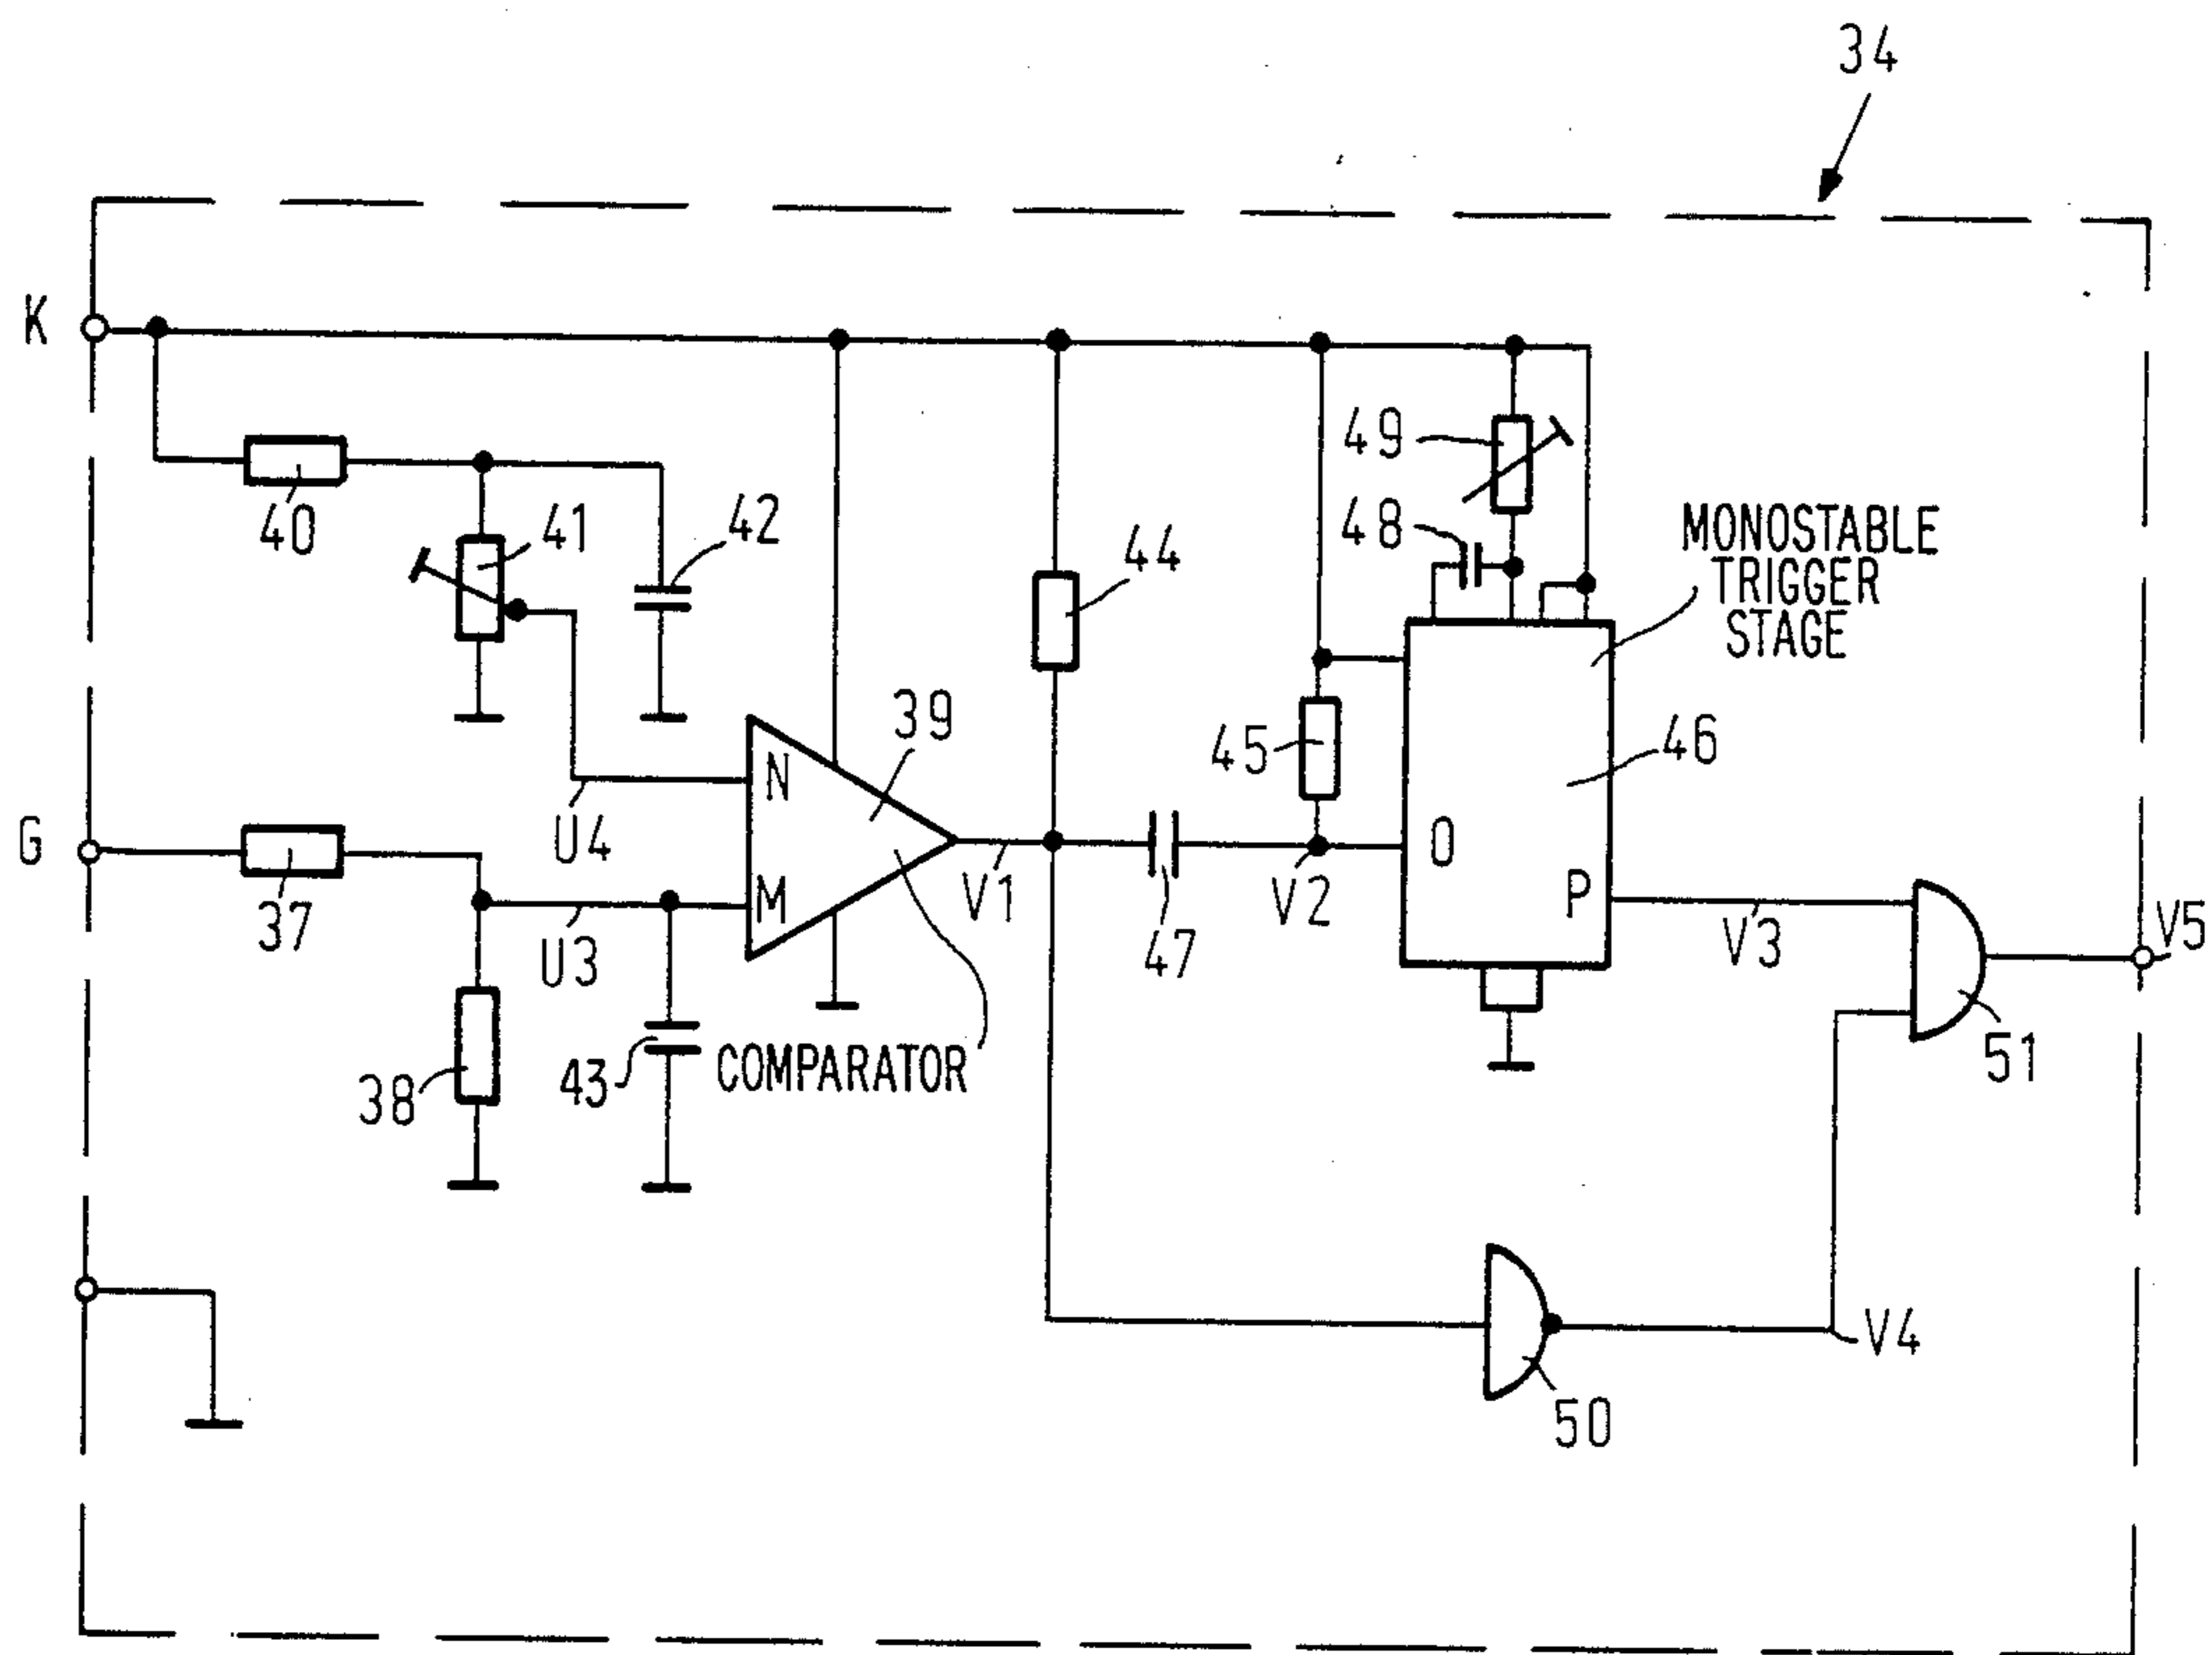 34
K
49
48
MONOSTABLE
TRIGGER
STAGE
40
41
42
44
39
45
46
N
U4
G
37
M
U3
V1
47
V2
O
P
V3
V5
51
38
43
COMPARATOR
V4
50